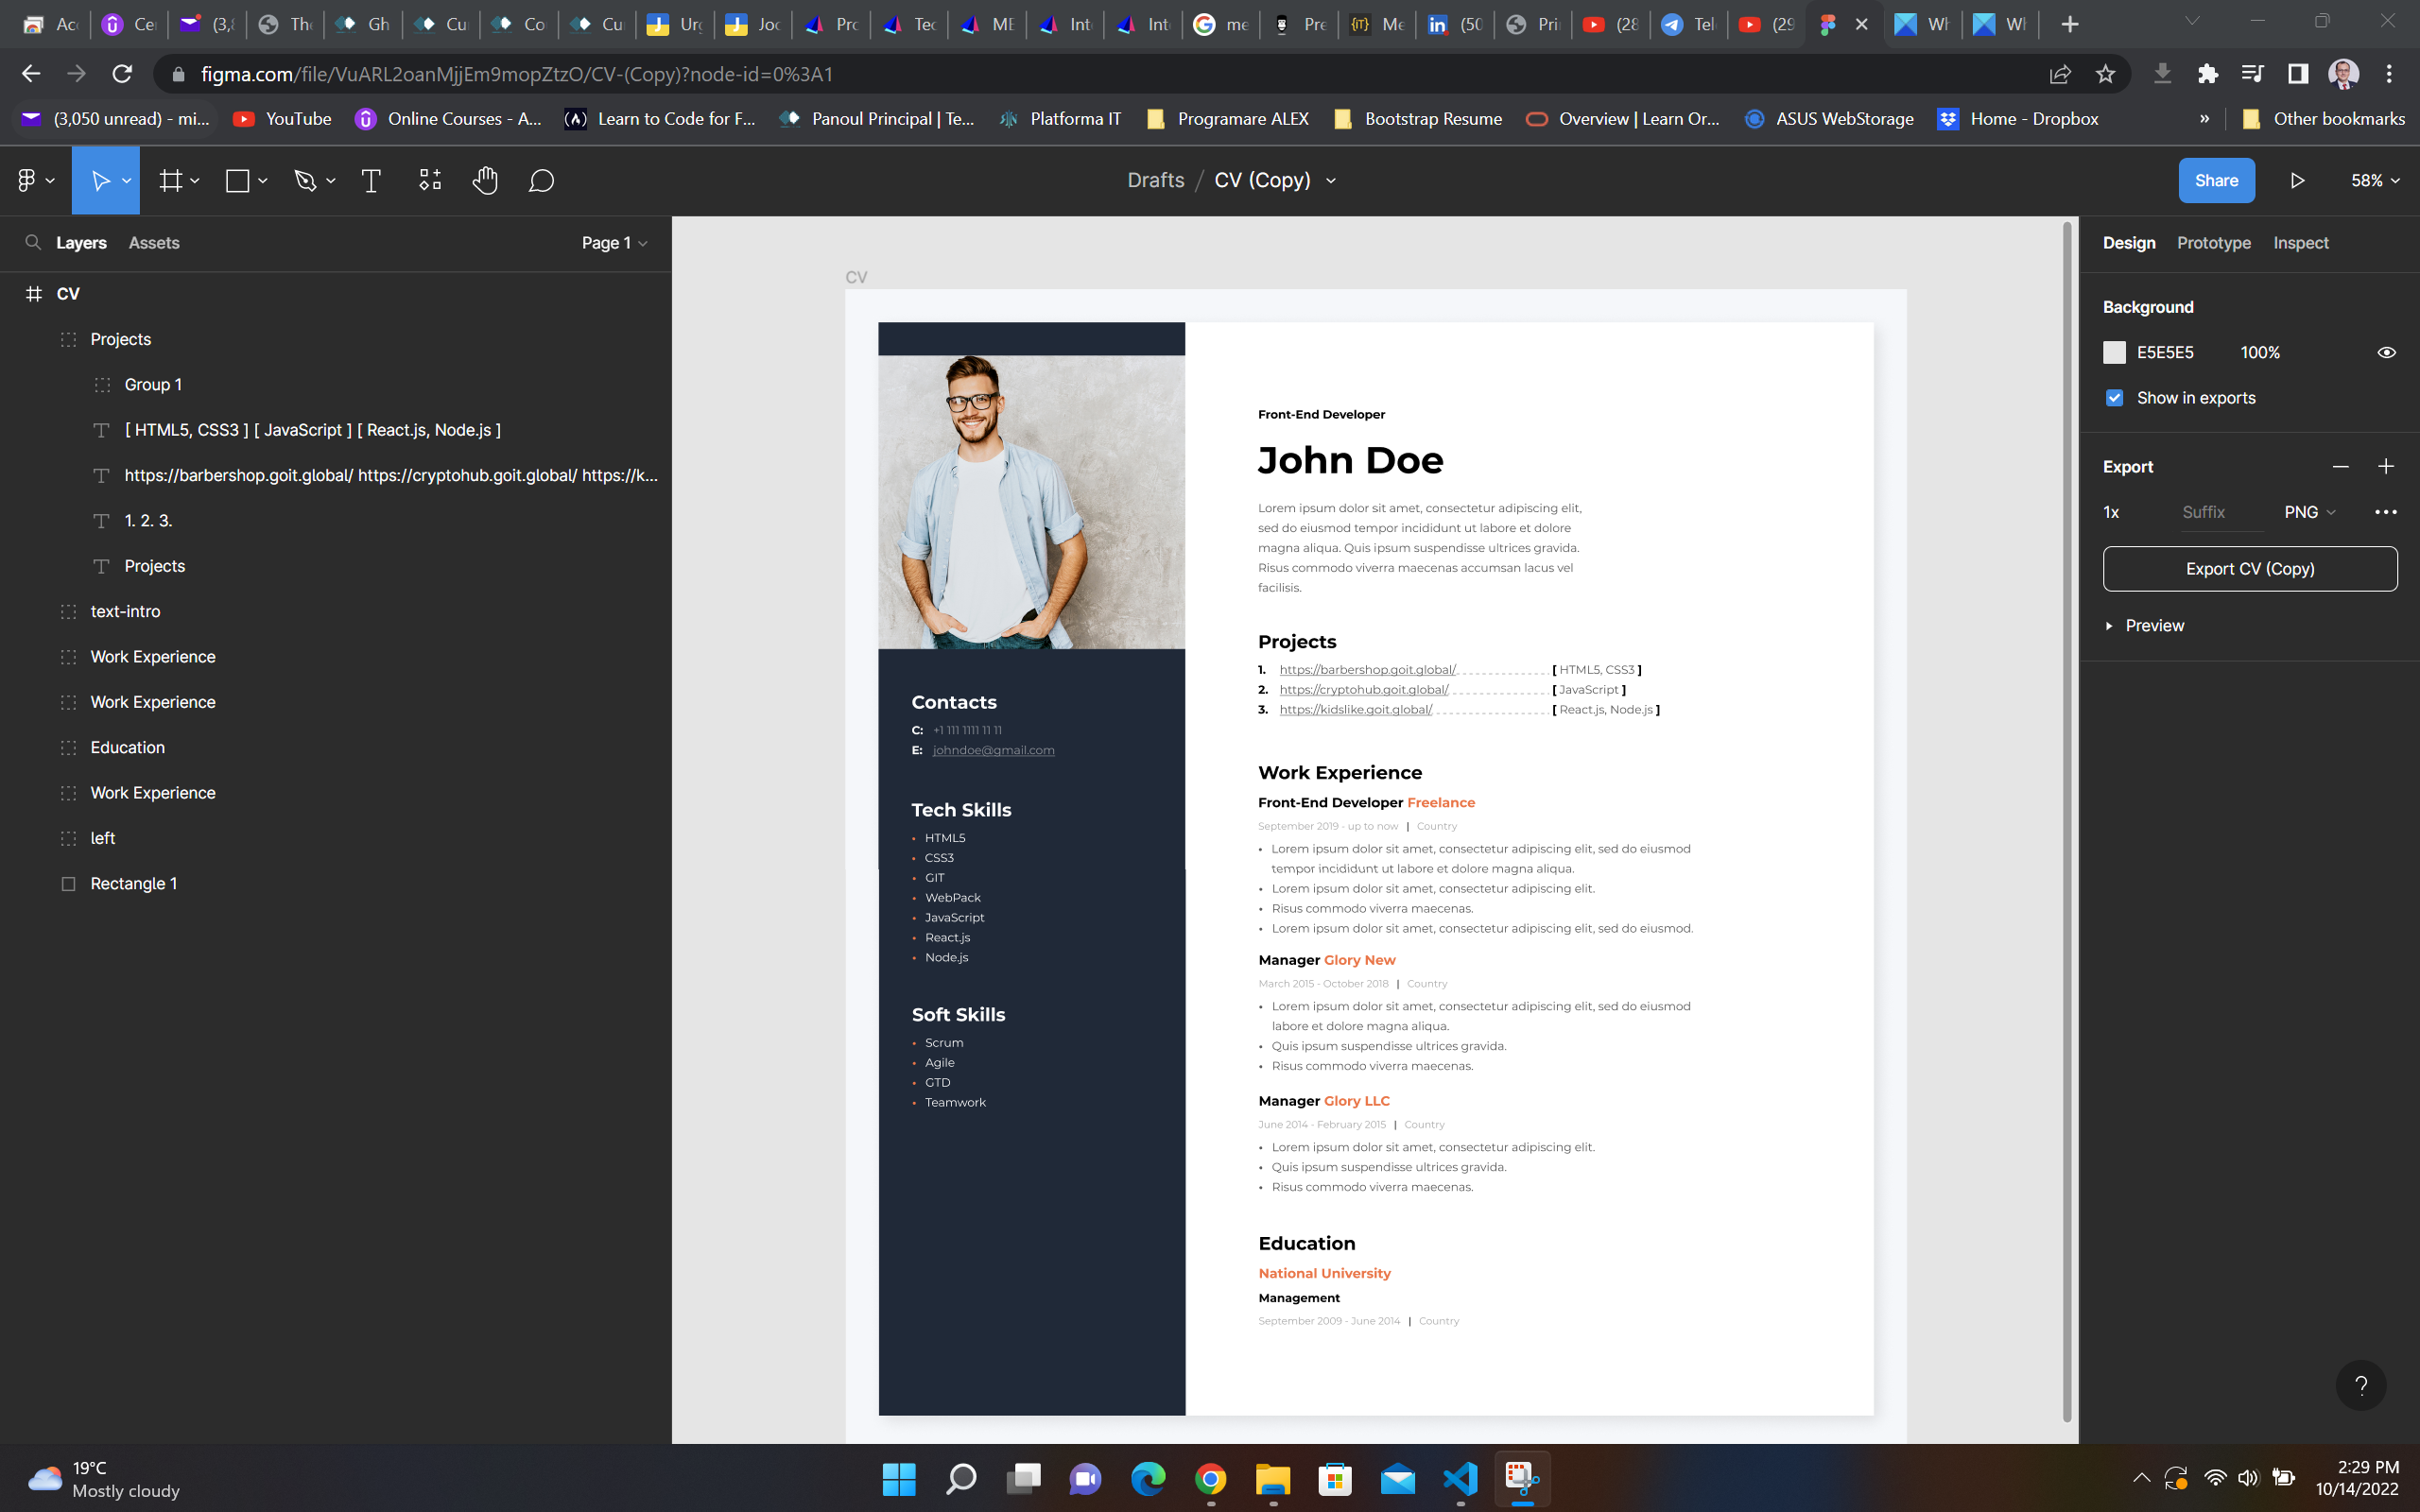 Ac
Ce
(3,8
The
Gh
Cu
Co
Cu
Urg
Joc
Pro
Tec
ME
Inte
Int
me
Pre
{IT} Me
(50
Pri
(28
Tele
(29
Wh
Wh
figma.com/file/VuARL2oanMjjEm9mopZtzO/CV-(Copy)?node-id=0%3A1
(3,050 unread) - mi...
YouTube
Online Courses - A...
Learn to Code for F...
Panoul Principal | Te...
Platforma IT
Programare ALEX
Bootstrap Resume
Overview | Learn Or...
ASUS WebStorage
Home - Dropbox
»
Other bookmarks
Drafts / CV (Copy)
Share
58%
Layers
Assets
Page 1
CV
Projects
Group 1
[ HTML5, CSS3 ] [ JavaScript ] [ React.js, Node.js ]
https://barbershop.goit.global/ https://cryptohub.goit.global/ https://k...
1. 2. 3.
Projects
text-intro
Work Experience
Work Experience
Education
Work Experience
left
Rectangle 1
CV
Contacts
C: +1 111 1111 11 11
E: johndoe@gmail.com
Tech Skills
• HTML5
• CSS3
• GIT
• WebPack
• JavaScript
• React.js
• Node.js
Soft Skills
• Scrum
• Agile
• GTD
• Teamwork
Front-End Developer
John Doe
Lorem ipsum dolor sit amet, consectetur adipiscing elit,
sed do eiusmod tempor incididunt ut labore et dolore
magna aliqua. Quis ipsum suspendisse ultrices gravida.
Risus commodo viverra maecenas accumsan lacus vel
facilisis.
Projects
1. https://barbershop.goit.global/ [ HTML5, CSS3 ]
2. https://cryptohub.goit.global/ [ JavaScript ]
3. https://kidslike.goit.global/ [ React.js, Node.js ]
Work Experience
Front-End Developer Freelance
September 2019 - up to now | Country
• Lorem ipsum dolor sit amet, consectetur adipiscing elit, sed do eiusmod
tempor incididunt ut labore et dolore magna aliqua.
• Lorem ipsum dolor sit amet, consectetur adipiscing elit.
• Risus commodo viverra maecenas.
• Lorem ipsum dolor sit amet, consectetur adipiscing elit, sed do eiusmod.
Manager Glory New
March 2015 - October 2018 | Country
• Lorem ipsum dolor sit amet, consectetur adipiscing elit, sed do eiusmod
labore et dolore magna aliqua.
• Quis ipsum suspendisse ultrices gravida.
• Risus commodo viverra maecenas.
Manager Glory LLC
June 2014 - February 2015 | Country
• Lorem ipsum dolor sit amet, consectetur adipiscing elit.
• Quis ipsum suspendisse ultrices gravida.
• Risus commodo viverra maecenas.
Education
National University
Management
September 2009 - June 2014 | Country
Design
Prototype
Inspect
Background
E5E5E5 100%
Show in exports
Export
1x Suffix PNG
Export CV (Copy)
Preview
?
19°C
Mostly cloudy
2:29 PM
10/14/2022